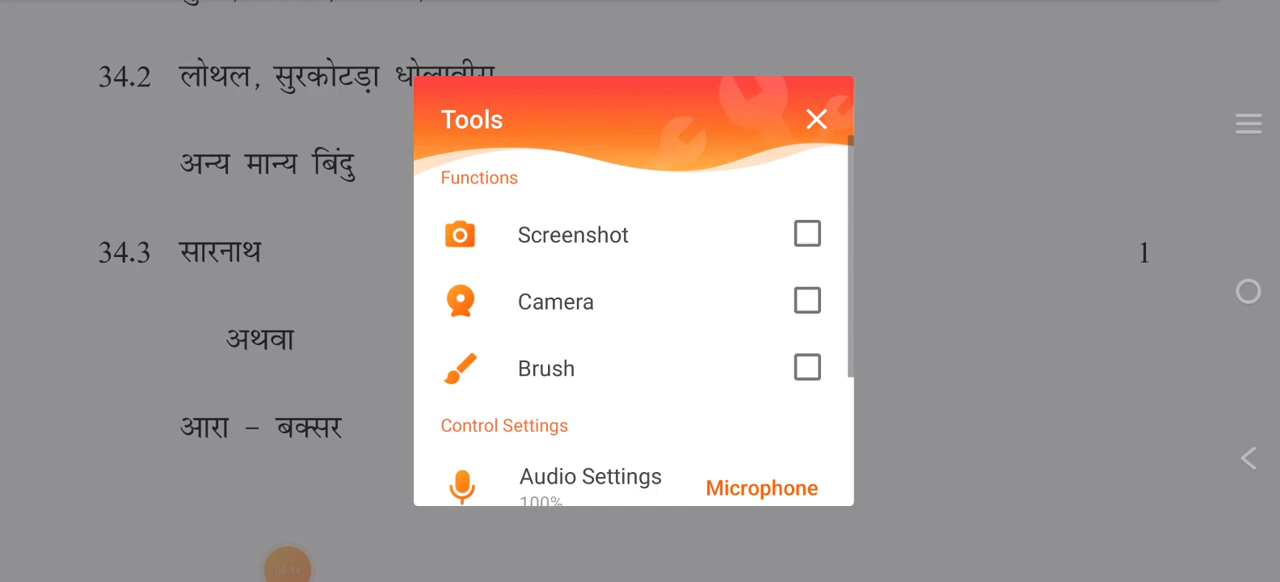 34.2 लोथल, सुरकोटड़ा
अन्य मान्य बिंदु
34.3 सारनाथ 1
अथवा
आरा – बक्सर
Tools
Functions
Screenshot
Camera
Brush
Control Settings
Audio Settings
Microphone
100%